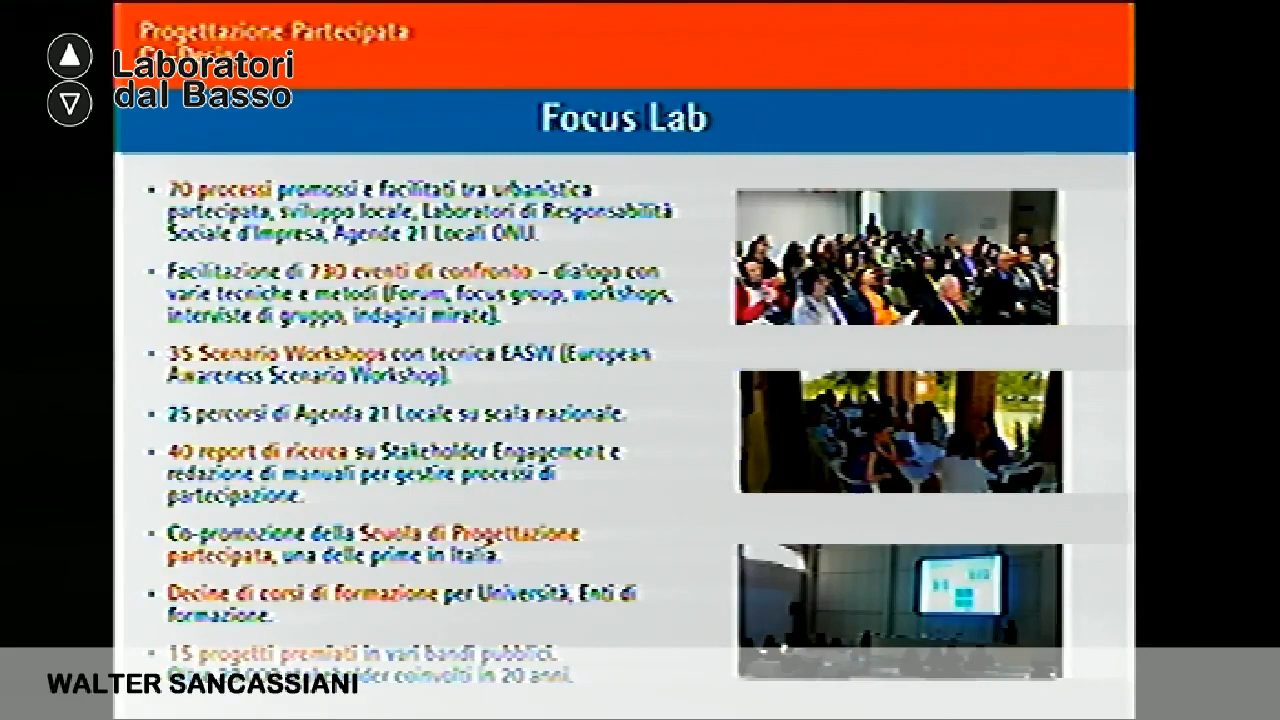 Progettazione Partecipata
Laboratori
dal Basso
Focus Lab
• 70 processi promossi e facilitati tra urbanistica
partecipata, sviluppo locale, Laboratori di Responsabilità
Sociale d'Impresa, Agende 21 Locali ONU.
• Facilitazione di 730 eventi di confronto – dialogo con
varie tecniche e metodi (Forum, focus group, workshops,
interviste di gruppo, indagini mirate).
• 35 Scenario Workshops con tecnica EASW (European
Awareness Scenario Workshop).
• 25 percorsi di Agenda 21 Locale su scala nazionale.
• 40 report di ricerca su Stakeholder Engagement e
redazione di manuali per gestire processi di
partecipazione.
• Co-promozione della Scuola di Progettazione
partecipata, una delle prime in Italia.
• Decine di corsi di formazione per Università, Enti di
formazione.
• 15 progetti premiati in vari bandi pubblici.
coinvolti in 20 anni.
WALTER SANCASSIANI